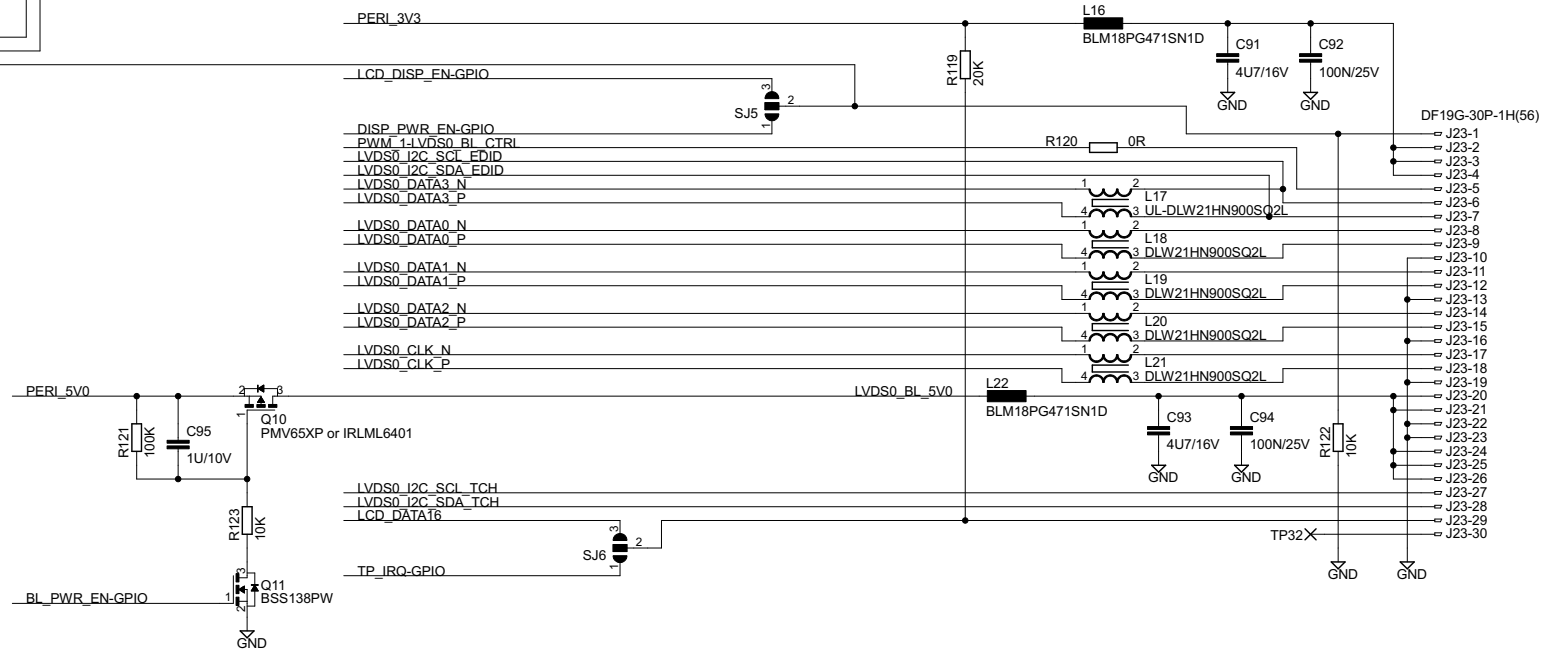 PERI_3V3
L16
BLM18PG471SN1D
C91
4U7/16V
GND
C92
100N/25V
GND
R119
20K
LCD_DISP_EN-GPIO
3
2
SJ5
1
DISP_PWR_EN-GPIO
PWM_1-LVDS0_BL_CTRL
R120
0R
LVDS0_I2C_SCL_EDID
LVDS0_I2C_SDA_EDID
LVDS0_DATA3_N
1
2
LVDS0_DATA3_P
L17
4
3
UL-DLW21HN900SQ2L
LVDS0_DATA0_N
1
2
LVDS0_DATA0_P
L18
4
3
DLW21HN900SQ2L
LVDS0_DATA1_N
1
2
LVDS0_DATA1_P
L19
4
3
DLW21HN900SQ2L
LVDS0_DATA2_N
1
2
LVDS0_DATA2_P
L20
4
3
DLW21HN900SQ2L
LVDS0_CLK_N
1
2
LVDS0_CLK_P
L21
4
3
DLW21HN900SQ2L
DF19G-30P-1H(56)
J23-1
J23-2
J23-3
J23-4
J23-5
J23-6
J23-7
J23-8
J23-9
J23-10
J23-11
J23-12
J23-13
J23-14
J23-15
J23-16
J23-17
J23-18
J23-19
J23-20
J23-21
J23-22
J23-23
J23-24
J23-25
J23-26
J23-27
J23-28
J23-29
J23-30
PERI_5V0
2
3
1
Q10
PMV65XP or IRLML6401
R121
100K
C95
1U/10V
LVDS0_BL_5V0
L22
BLM18PG471SN1D
C93
4U7/16V
GND
C94
100N/25V
GND
R122
10K
GND
GND
LVDS0_I2C_SCL_TCH
LVDS0_I2C_SDA_TCH
LCD_DATA16
3
2
SJ6
1
TP_IRQ-GPIO
TP32
R123
10K
3
Q11
BSS138PW
1
2
BL_PWR_EN-GPIO
GND